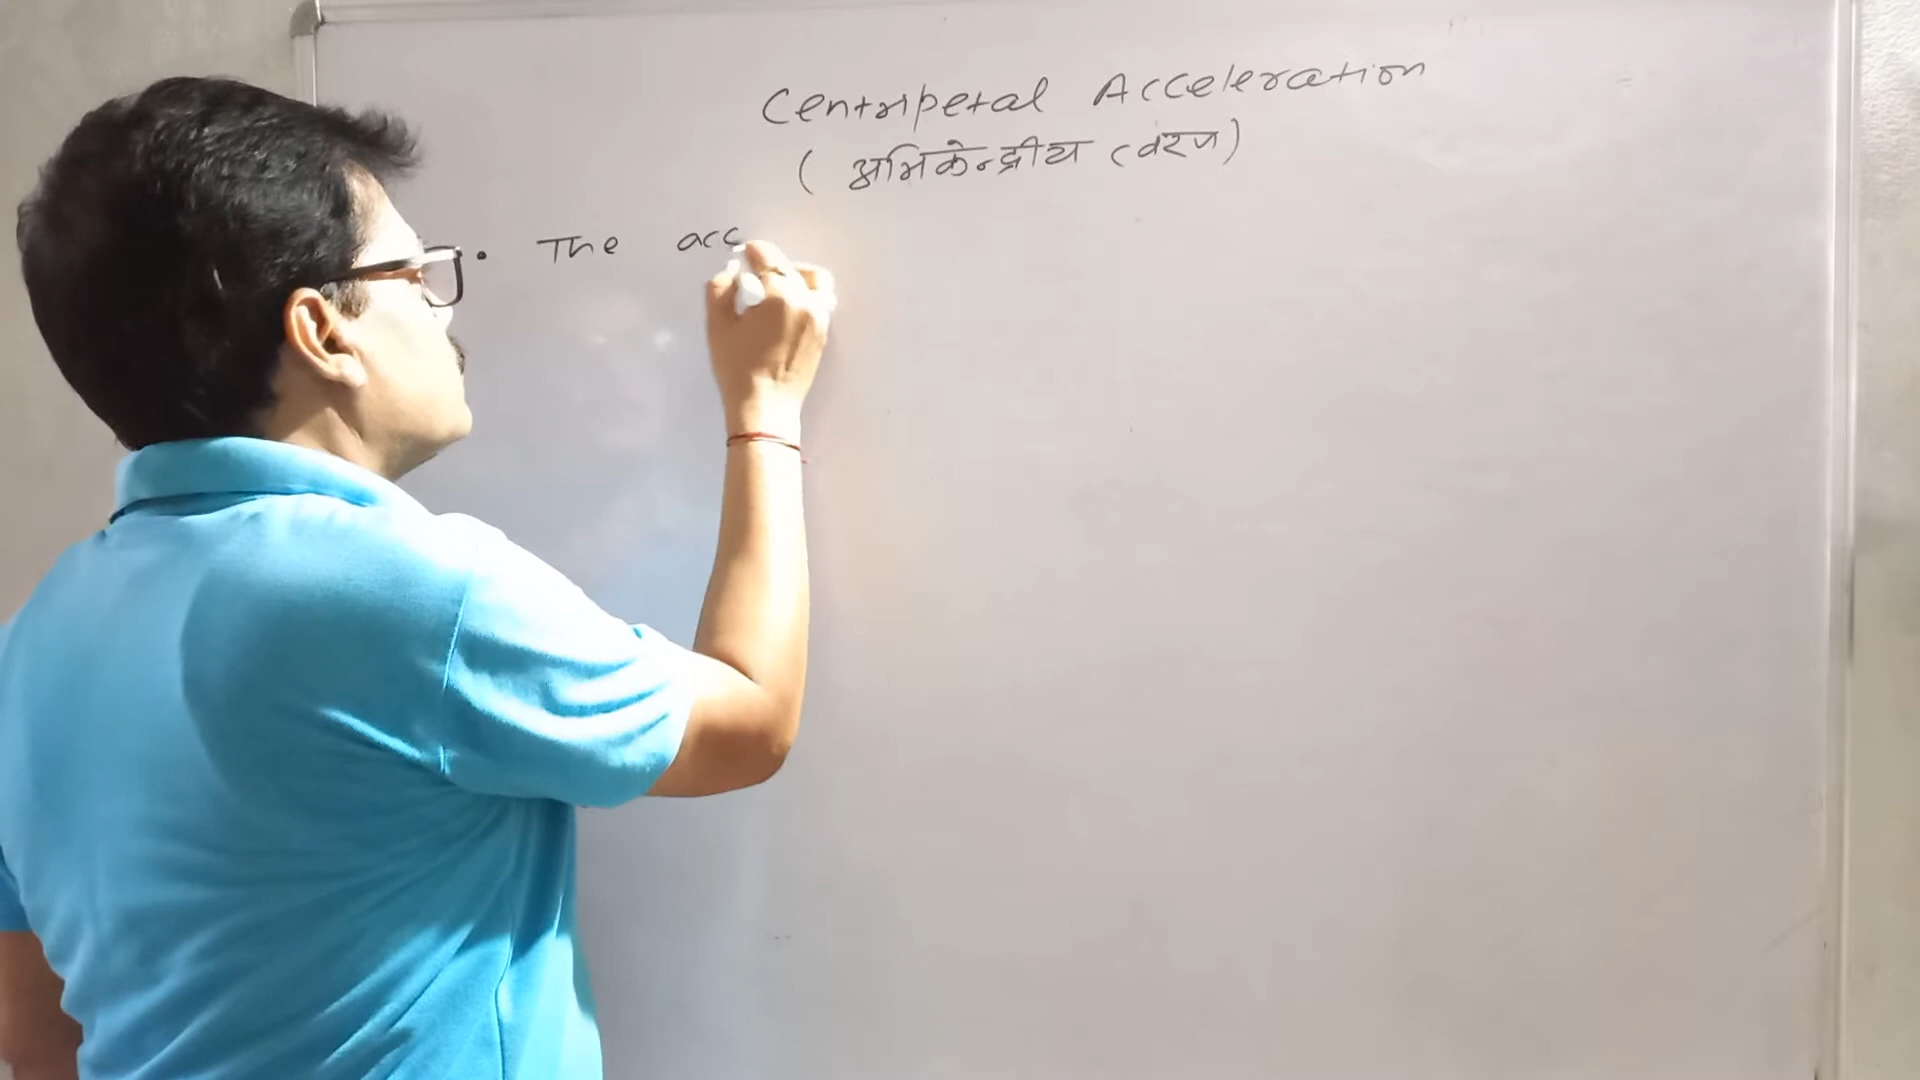 Centripetal Acceleration
( अभिकेन्द्रीय त्वरण )
• The acc